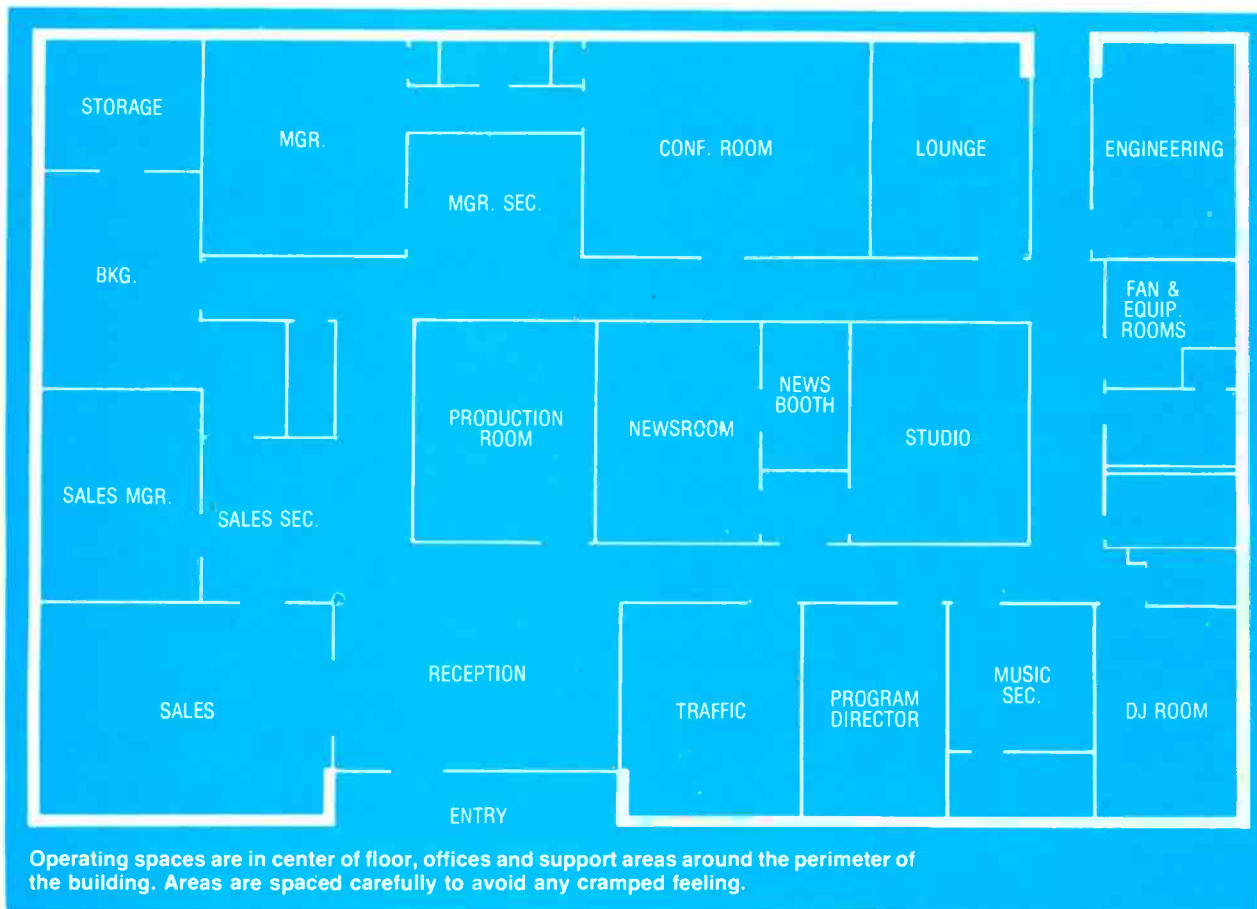 STORAGE
MGR.
CONF. ROOM
LOUNGE
ENGINEERING
MGR. SEC.
BKG.
FAN &
EQUIP.
ROOMS
PRODUCTION
ROOM
NEWSROOM
NEWS
BOOTH
STUDIO
SALES MGR.
SALES SEC.
SALES
RECEPTION
TRAFFIC
PROGRAM
DIRECTOR
MUSIC
SEC.
DJ ROOM
ENTRY
Operating spaces are in center of floor, offices and support areas around the perimeter of
the building. Areas are spaced carefully to avoid any cramped feeling.